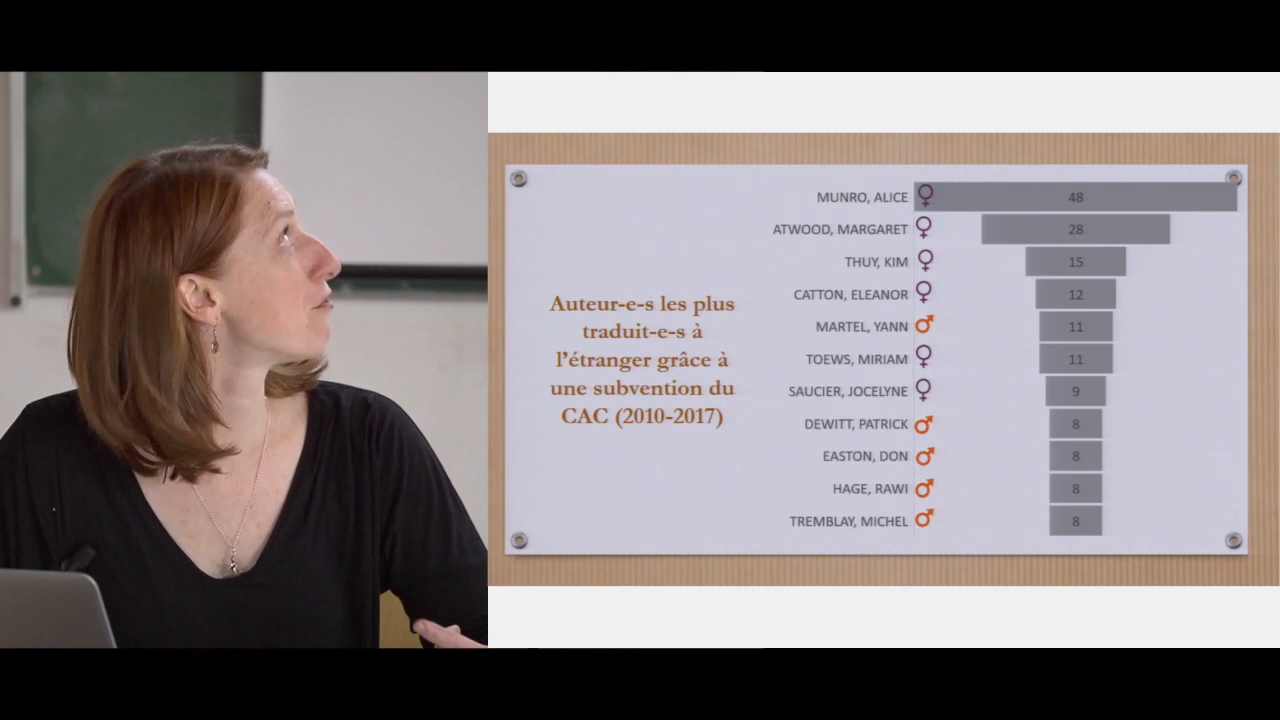 Auteur-e-s les plus
traduit-e-s à
l'étranger grâce à
une subvention du
CAC (2010-2017)
MUNRO, ALICE ♀ 48
ATWOOD, MARGARET ♀ 28
THUY, KIM ♀ 15
CATTON, ELEANOR ♀ 12
MARTEL, YANN ♂ 11
TOEWS, MIRIAM ♀ 11
SAUCIER, JOCELYNE ♀ 9
DEWITT, PATRICK ♂ 8
EASTON, DON ♂ 8
HAGE, RAWI ♂ 8
TREMBLAY, MICHEL ♂ 8